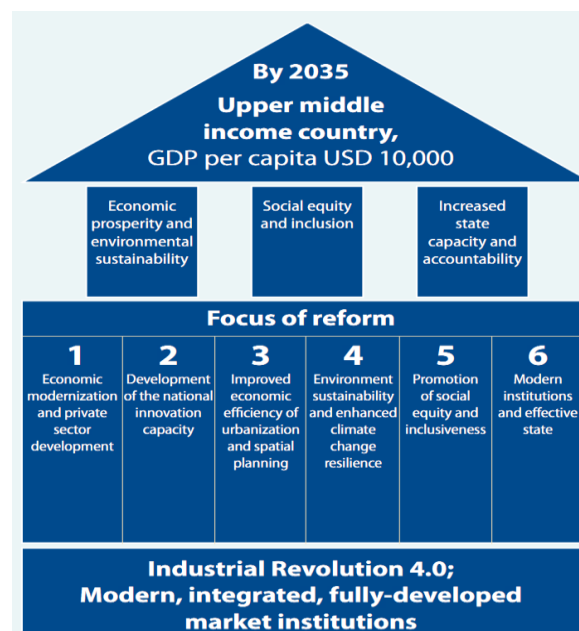 By 2035
Upper middle
income country,
GDP per capita USD 10,000
Economic
prosperity and
environmental
sustainability
Social equity
and inclusion
Increased
state
capacity and
accountability
Focus of reform
1
Economic
modernization
and private
sector
development
2
Development
of the national
innovation
capacity
3
Improved
economic
efficiency of
urbanization
and spatial
planning
4
Environment
sustainability
and enhanced
climate
change
resilience
5
Promotion
of social
equity and
inclusiveness
6
Modern
institutions
and effective
state
Industrial Revolution 4.0;
Modern, integrated, fully-developed
market institutions